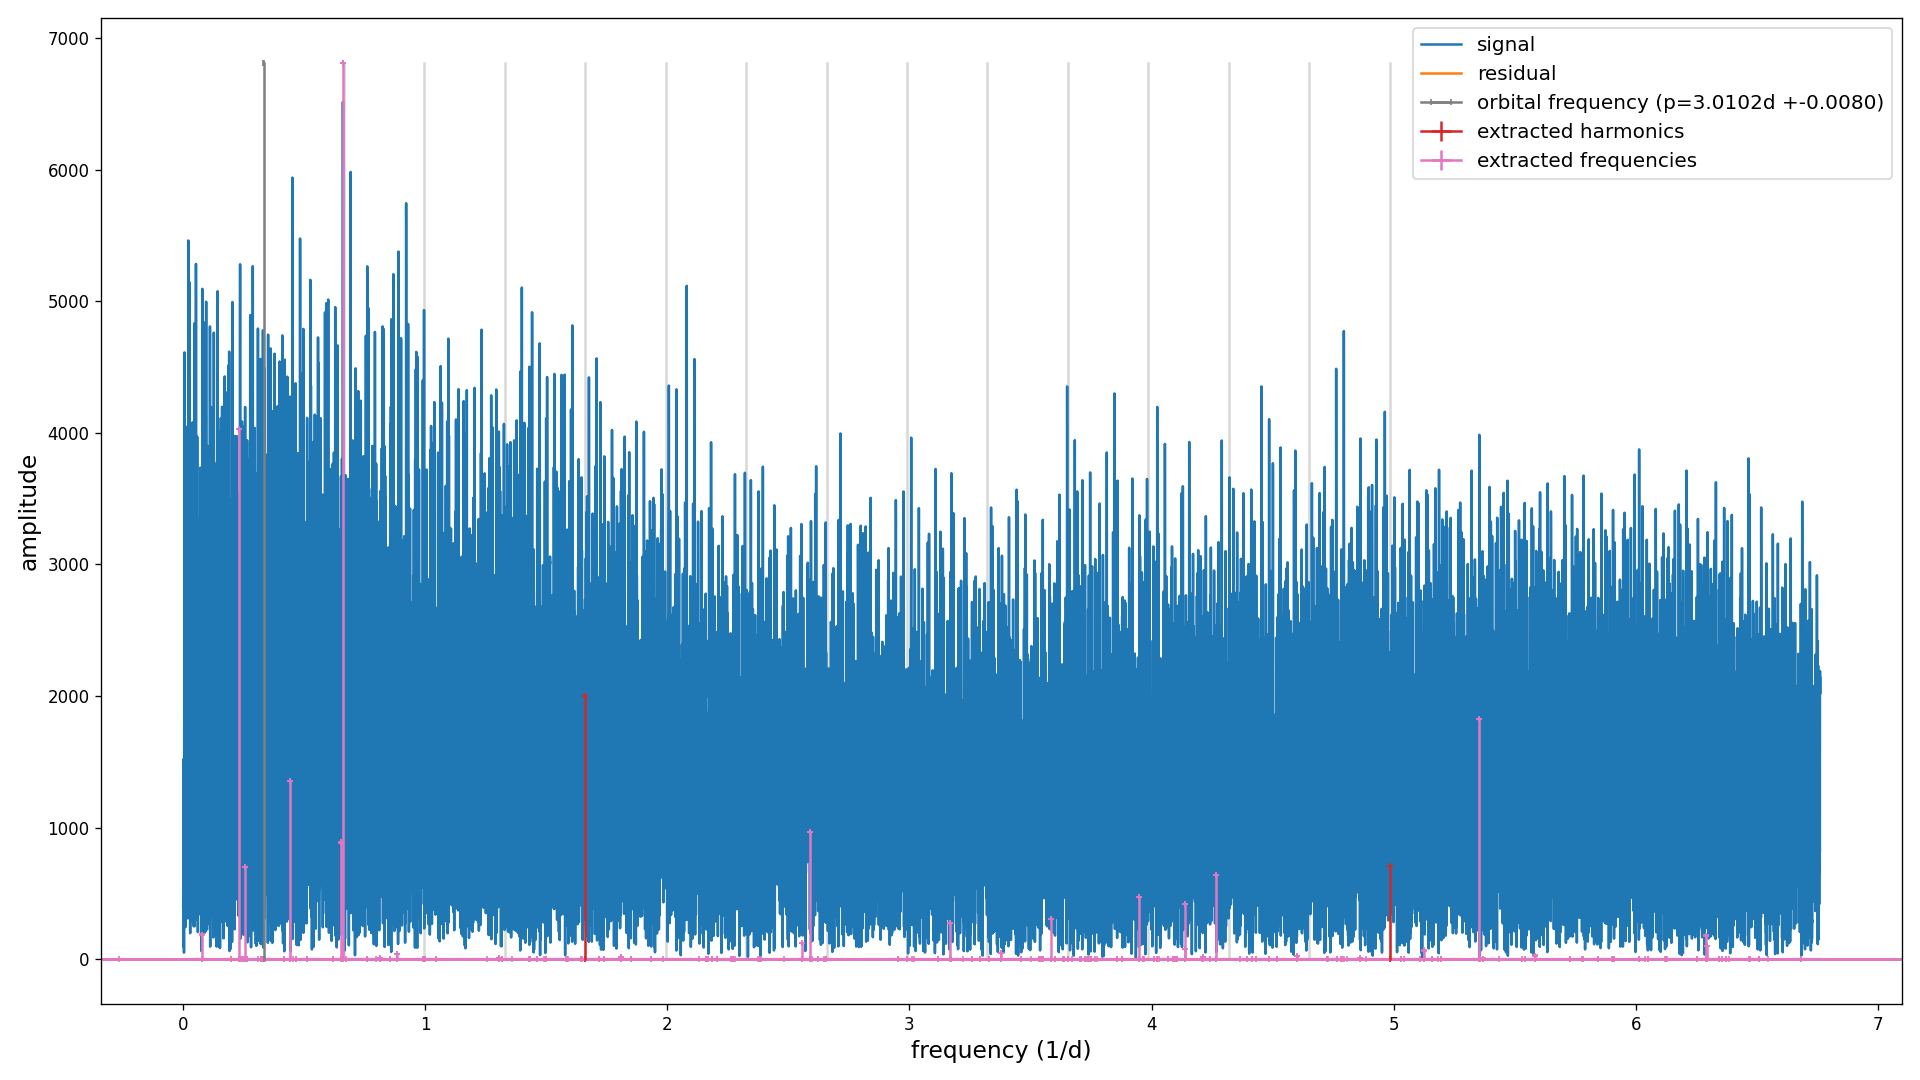 7000
6000
5000
4000
3000
2000
1000
0
amplitude
0 1 2 3 4 5 6 7
frequency (1/d)
signal
residual
orbital frequency (p=3.0102d +-0.0080)
extracted harmonics
extracted frequencies